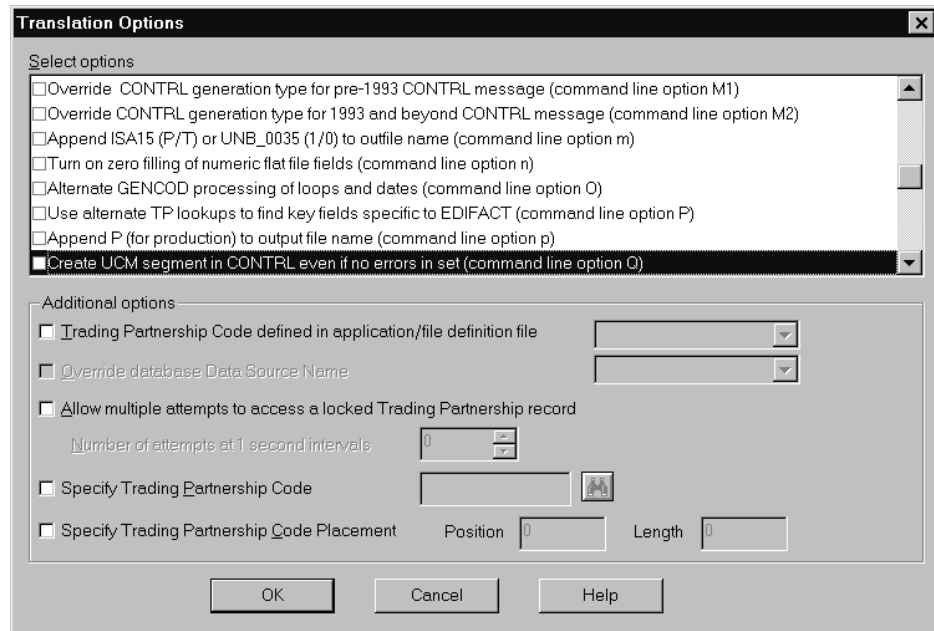 Translation Options
Select options
Override CONTRL generation type for pre-1993 CONTRL message (command line option M1)
Override CONTRL generation type for 1993 and beyond CONTRL message (command line option M2)
Append ISA15 (P/T) or UNB_0035 (1/0) to outfile name (command line option m)
Turn on zero filling of numeric flat file fields (command line option n)
Alternate GENCOD processing of loops and dates (command line option O)
Use alternate TP lookups to find key fields specific to EDIFACT (command line option P)
Append P (for production) to output file name (command line option p)
Create UCM segment in CONTRL even if no errors in set (command line option Q)
Additional options
Trading Partnership Code defined in application/file definition file
Override database Data Source Name
Allow multiple attempts to access a locked Trading Partnership record
Number of attempts at 1 second intervals 0
Specify Trading Partnership Code
Specify Trading Partnership Code Placement Position 0 Length 0
OK Cancel Help